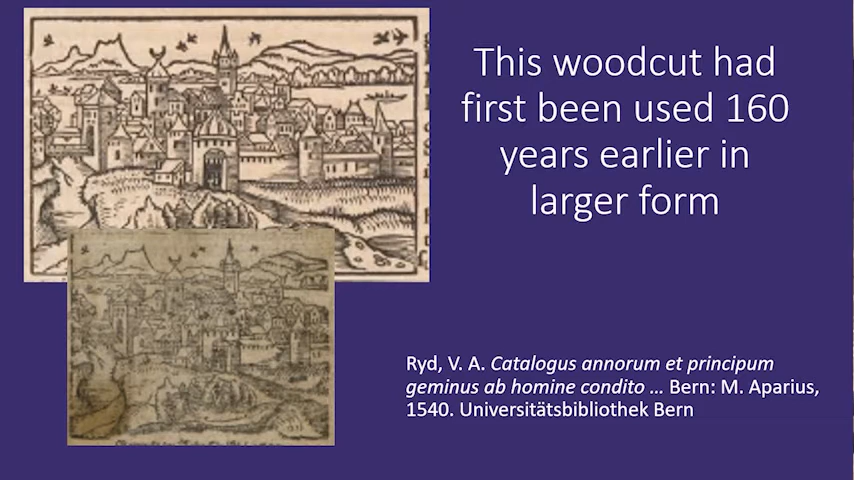 This woodcut had
first been used 160
years earlier in
larger form
Ryd, V. A. Catalogus annorum et principum
geminus ab homine condito … Bern: M. Aparius,
1540. Universitätsbibliothek Bern